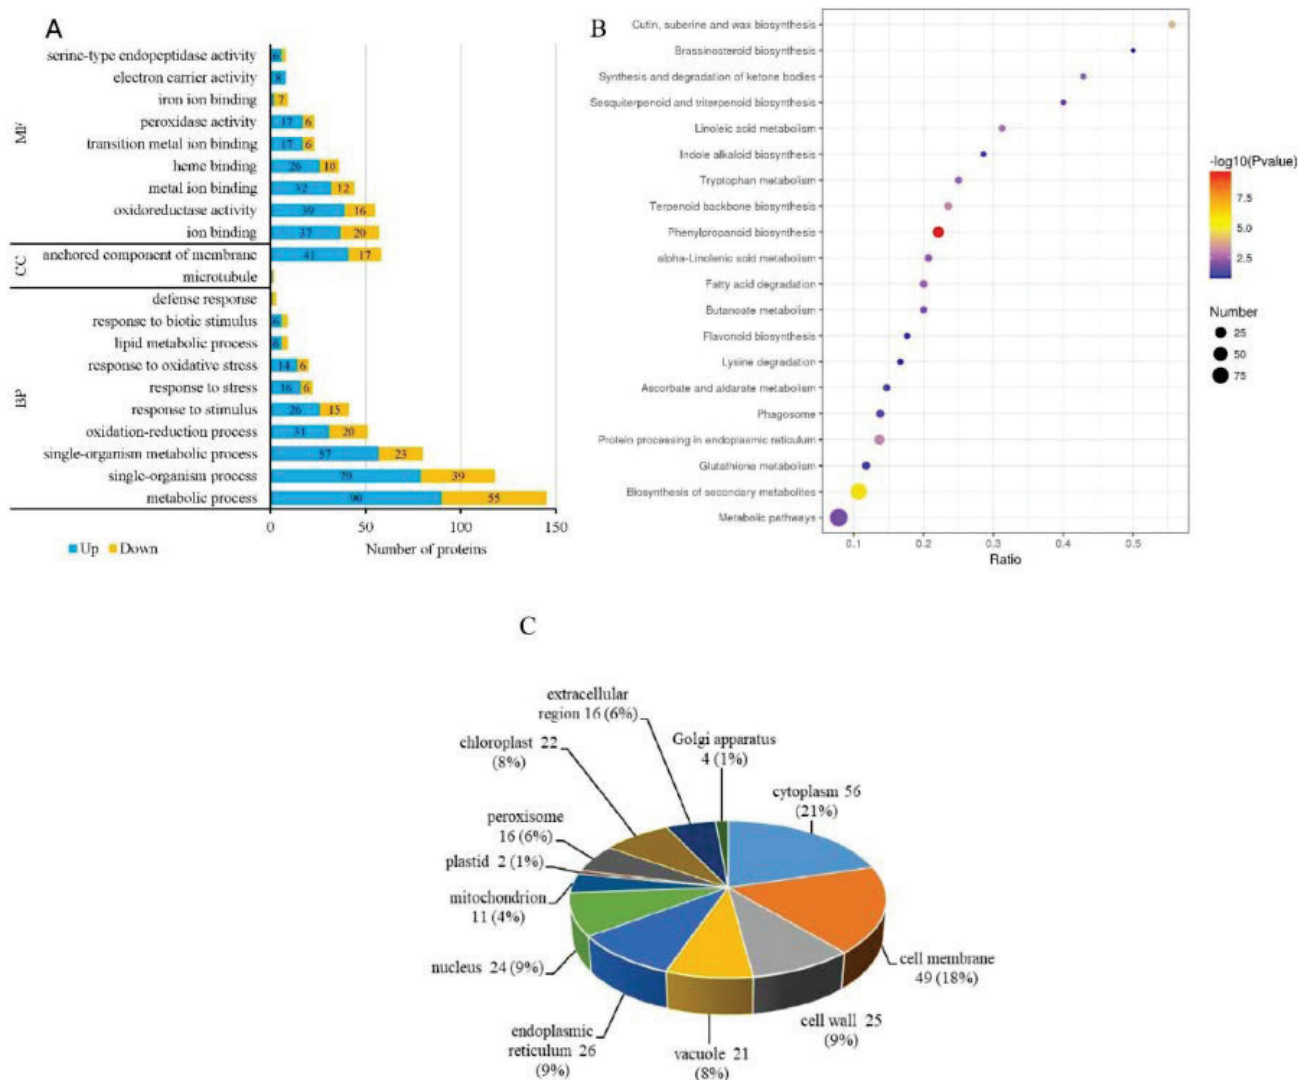 A
serine-type endopeptidase activity 6
electron carrier activity 8
iron ion binding 7
peroxidase activity 17 6
transition metal ion binding 17 6
heme binding 26 10
metal ion binding 32 12
oxidoreductase activity 39 16
ion binding 37 20
MF
anchored component of membrane 41 17
microtubule
CC
defense response
response to biotic stimulus 6
lipid metabolic process 6
response to oxidative stress 14 6
response to stress 16 6
response to stimulus 26 15
oxidation-reduction process 31 20
single-organism metabolic process 57 23
single-organism process 79 39
metabolic process 90 55
BP
0 50 100 150
Number of proteins
Up Down
B
Cutin, suberine and wax biosynthesis
Brassinosteroid biosynthesis
Synthesis and degradation of ketone bodies
Sesquiterpenoid and triterpenoid biosynthesis
Linoleic acid metabolism
Indole alkaloid biosynthesis
Tryptophan metabolism
Terpenoid backbone biosynthesis
Phenylpropanoid biosynthesis
alpha-Linolenic acid metabolism
Fatty acid degradation
Butanoate metabolism
Flavonoid biosynthesis
Lysine degradation
Ascorbate and aldarate metabolism
Phagosome
Protein processing in endoplasmic reticulum
Glutathione metabolism
Biosynthesis of secondary metabolites
Metabolic pathways
0.1 0.2 0.3 0.4 0.5
Ratio
-log10(Pvalue)
7.5
5.0
2.5
Number
25
50
75
C
extracellular
region 16 (6%)
Golgi apparatus
4 (1%)
chloroplast 22
(8%)
cytoplasm 56
(21%)
peroxisome
16 (6%)
plastid 2 (1%)
mitochondrion
11 (4%)
nucleus 24 (9%)
cell membrane
49 (18%)
cell wall 25
(9%)
endoplasmic
reticulum 26
(9%)
vacuole 21
(8%)